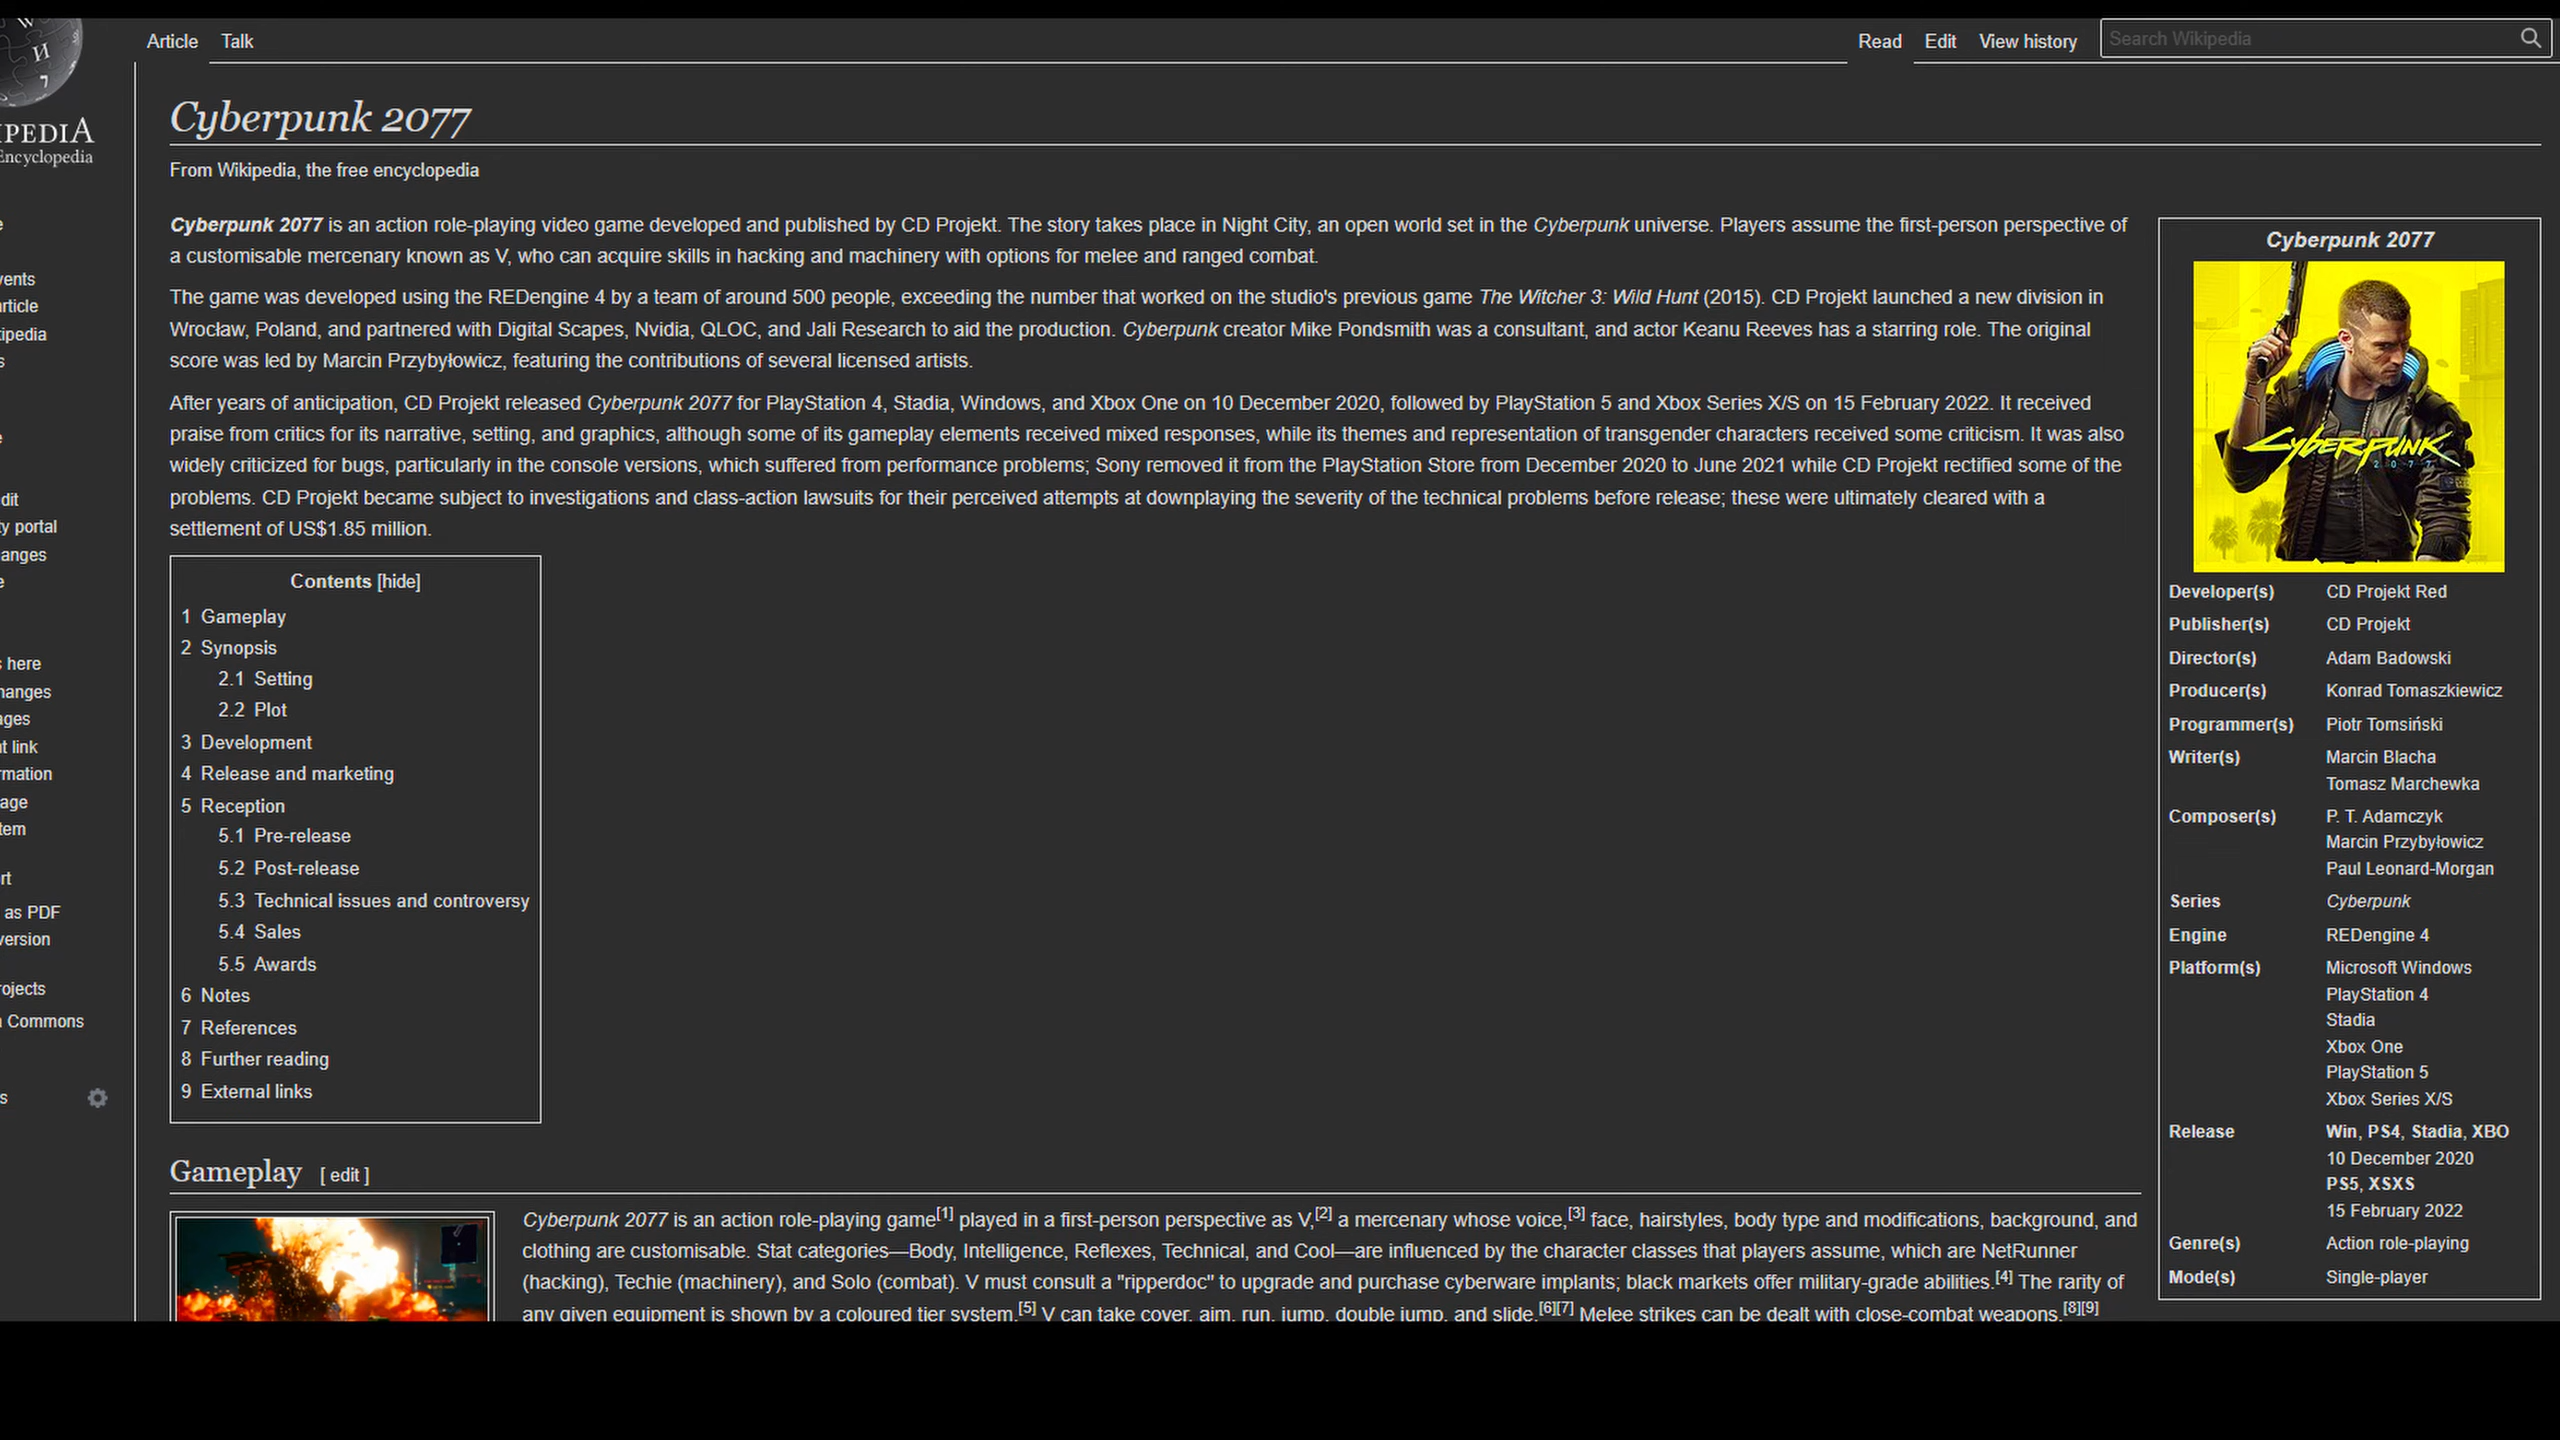 Article Talk
Read Edit View history Search Wikipedia
IPEDIA
Encyclopedia
Cyberpunk 2077
From Wikipedia, the free encyclopedia
Cyberpunk 2077 is an action role-playing video game developed and published by CD Projekt. The story takes place in Night City, an open world set in the Cyberpunk universe. Players assume the first-person perspective of
a customisable mercenary known as V, who can acquire skills in hacking and machinery with options for melee and ranged combat.
The game was developed using the REDengine 4 by a team of around 500 people, exceeding the number that worked on the studio's previous game The Witcher 3: Wild Hunt (2015). CD Projekt launched a new division in
Wrocław, Poland, and partnered with Digital Scapes, Nvidia, QLOC, and Jali Research to aid the production. Cyberpunk creator Mike Pondsmith was a consultant, and actor Keanu Reeves has a starring role. The original
score was led by Marcin Przybyłowicz, featuring the contributions of several licensed artists.
After years of anticipation, CD Projekt released Cyberpunk 2077 for PlayStation 4, Stadia, Windows, and Xbox One on 10 December 2020, followed by PlayStation 5 and Xbox Series X/S on 15 February 2022. It received
praise from critics for its narrative, setting, and graphics, although some of its gameplay elements received mixed responses, while its themes and representation of transgender characters received some criticism. It was also
widely criticized for bugs, particularly in the console versions, which suffered from performance problems; Sony removed it from the PlayStation Store from December 2020 to June 2021 while CD Projekt rectified some of the
problems. CD Projekt became subject to investigations and class-action lawsuits for their perceived attempts at downplaying the severity of the technical problems before release; these were ultimately cleared with a
settlement of US$1.85 million.
Contents [hide]
1 Gameplay
2 Synopsis
2.1 Setting
2.2 Plot
3 Development
4 Release and marketing
5 Reception
5.1 Pre-release
5.2 Post-release
5.3 Technical issues and controversy
5.4 Sales
5.5 Awards
6 Notes
7 References
8 Further reading
9 External links
Gameplay [ edit ]
Cyberpunk 2077 is an action role-playing game[1] played in a first-person perspective as V,[2] a mercenary whose voice,[3] face, hairstyles, body type and modifications, background, and
clothing are customisable. Stat categories—Body, Intelligence, Reflexes, Technical, and Cool—are influenced by the character classes that players assume, which are NetRunner
(hacking), Techie (machinery), and Solo (combat). V must consult a "ripperdoc" to upgrade and purchase cyberware implants; black markets offer military-grade abilities.[4] The rarity of
any given equipment is shown by a coloured tier system.[5] V can take cover, aim, run, jump, double jump, and slide.[6][7] Melee strikes can be dealt with close-combat weapons.[8][9]
Cyberpunk 2077
CYBERPUNK
2077
Developer(s) CD Projekt Red
Publisher(s) CD Projekt
Director(s) Adam Badowski
Producer(s) Konrad Tomaszkiewicz
Programmer(s) Piotr Tomsiński
Writer(s) Marcin Blacha
Tomasz Marchewka
Composer(s) P. T. Adamczyk
Marcin Przybyłowicz
Paul Leonard-Morgan
Series Cyberpunk
Engine REDengine 4
Platform(s) Microsoft Windows
PlayStation 4
Stadia
Xbox One
PlayStation 5
Xbox Series X/S
Release Win, PS4, Stadia, XBO
10 December 2020
PS5, XSXS
15 February 2022
Genre(s) Action role-playing
Mode(s) Single-player
vents
rticle
ipedia
s
dit
y portal
anges
e
s here
hanges
ages
t link
rmation
age
tem
rt
as PDF
version
rojects
Commons
s